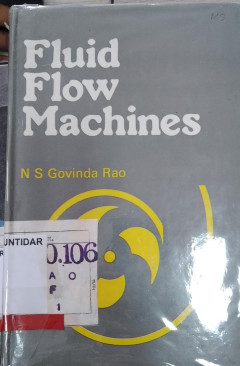 Fluid
Flow
Machines
N S Govinda Rao
UNTIDAR
0.106
A O
F
1